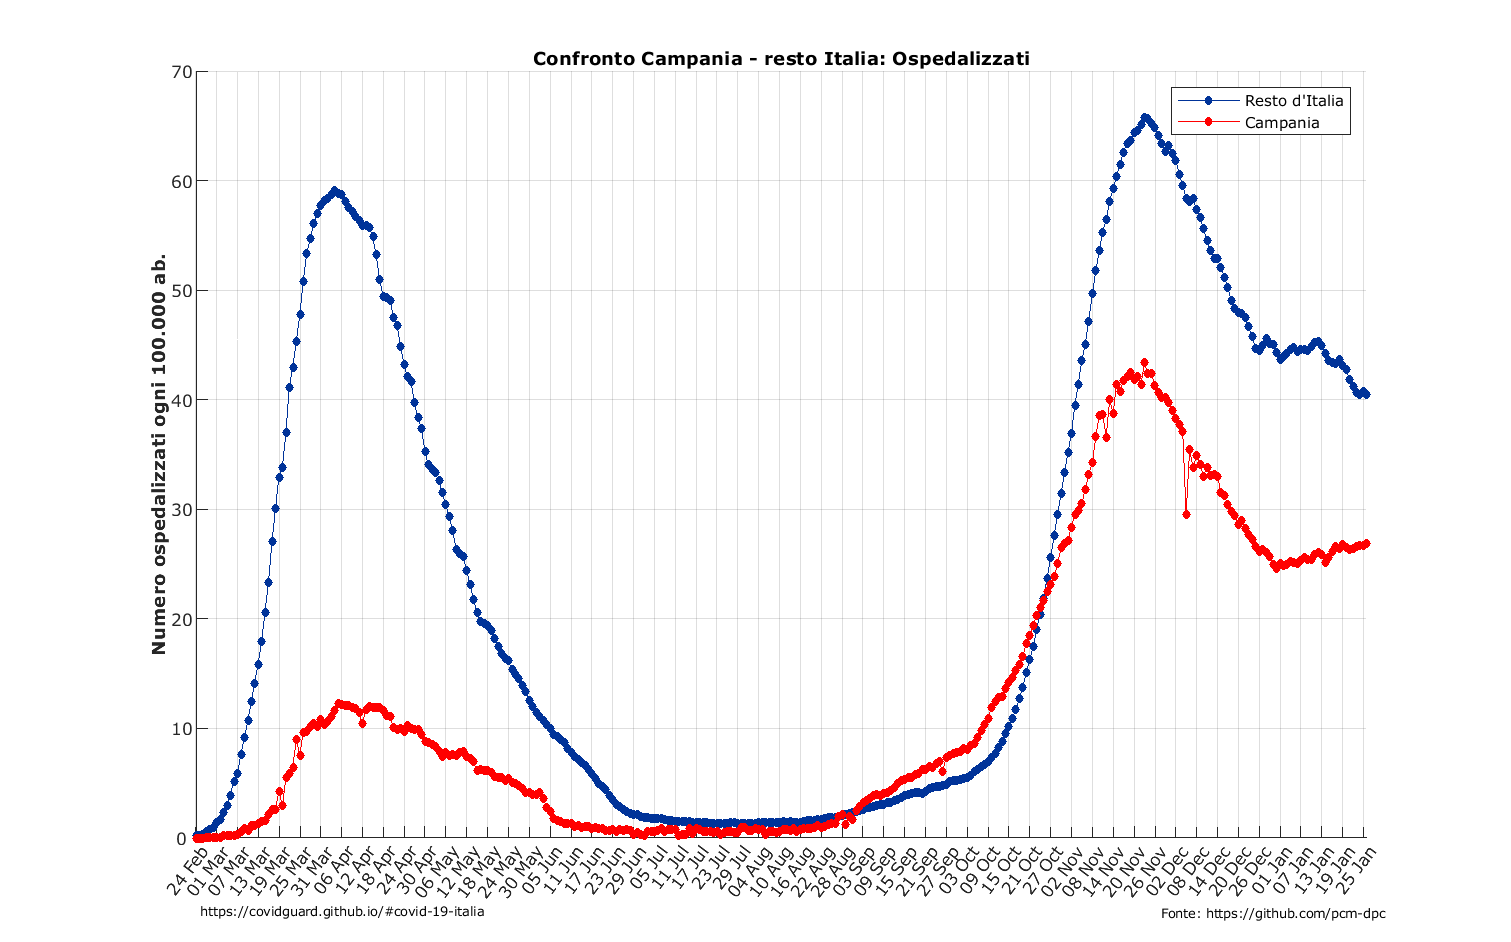 Confronto Campania - resto Italia: Ospedalizzati
Numero ospedalizzati ogni 100.000 ab.
70
60
50
40
30
20
10
0
Resto d'Italia
Campania
24 Feb
01 Mar
07 Mar
13 Mar
19 Mar
25 Mar
31 Mar
06 Apr
12 Apr
18 Apr
24 Apr
30 Apr
06 May
12 May
18 May
24 May
30 May
05 Jun
11 Jun
17 Jun
23 Jun
29 Jun
05 Jul
11 Jul
17 Jul
23 Jul
29 Jul
04 Aug
10 Aug
16 Aug
22 Aug
28 Aug
03 Sep
09 Sep
15 Sep
21 Sep
27 Sep
03 Oct
09 Oct
15 Oct
21 Oct
27 Oct
02 Nov
08 Nov
14 Nov
20 Nov
26 Nov
02 Dec
08 Dec
14 Dec
20 Dec
26 Dec
01 Jan
07 Jan
13 Jan
19 Jan
25 Jan
https://covidguard.github.io/#covid-19-italia
Fonte: https://github.com/pcm-dpc